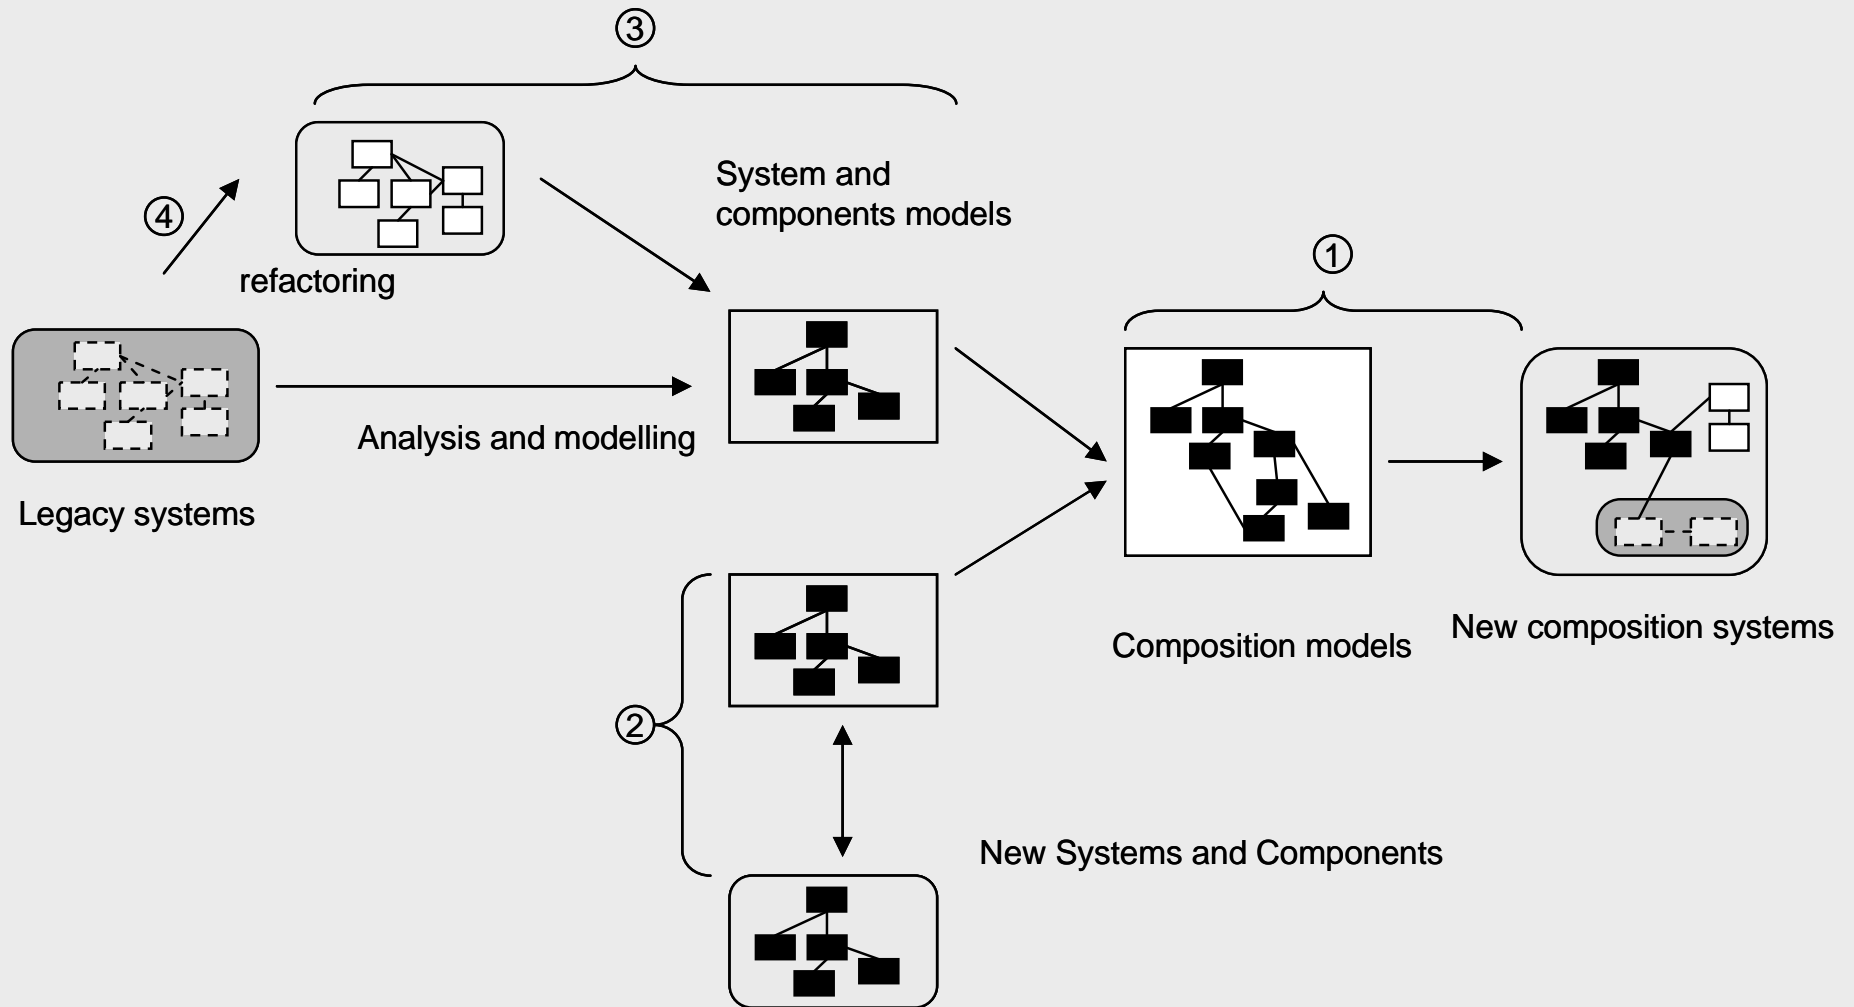 ③
System and
components models
④
refactoring
①
Analysis and modelling
Legacy systems
New composition systems
Composition models
②
New Systems and Components